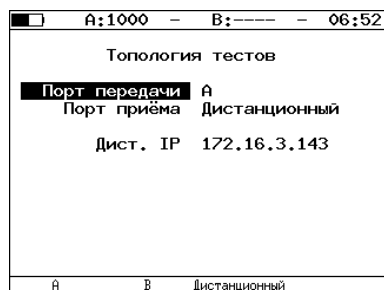 A:1000 – B:---- – 06:52
Топология тестов
Порт передачи A
Порт приёма Дистанционный
Дист. IP 172.16.3.143
A B Дистанционный